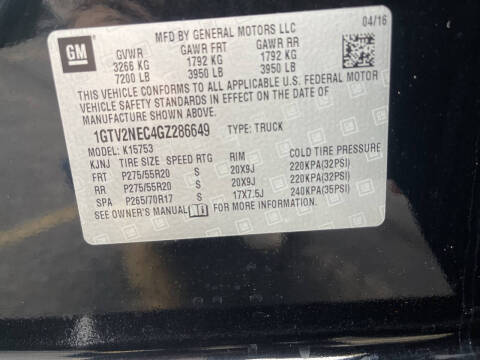 MFD BY GENERAL MOTORS LLC 04/16
GM GVWR GAWR FRT GAWR RR
3266 KG 1792 KG 1792 KG
7200 LB 3950 LB 3950 LB
THIS VEHICLE CONFORMS TO ALL APPLICABLE U.S. FEDERAL MOTOR
VEHICLE SAFETY STANDARDS IN EFFECT ON THE DATE OF
MANUFACTURE SHOWN ABOVE.
1GTV2NEC4GZ286649 TYPE: TRUCK
MODEL: K15753
KJNJ TIRE SIZE SPEED RTG RIM COLD TIRE PRESSURE
FRT P275/55R20 S 20X9J 220KPA(32PSI)
RR P275/55R20 S 20X9J 220KPA(32PSI)
SPA P265/70R17 S 17X7.5J 240KPA(35PSI)
SEE OWNER'S MANUAL FOR MORE INFORMATION.